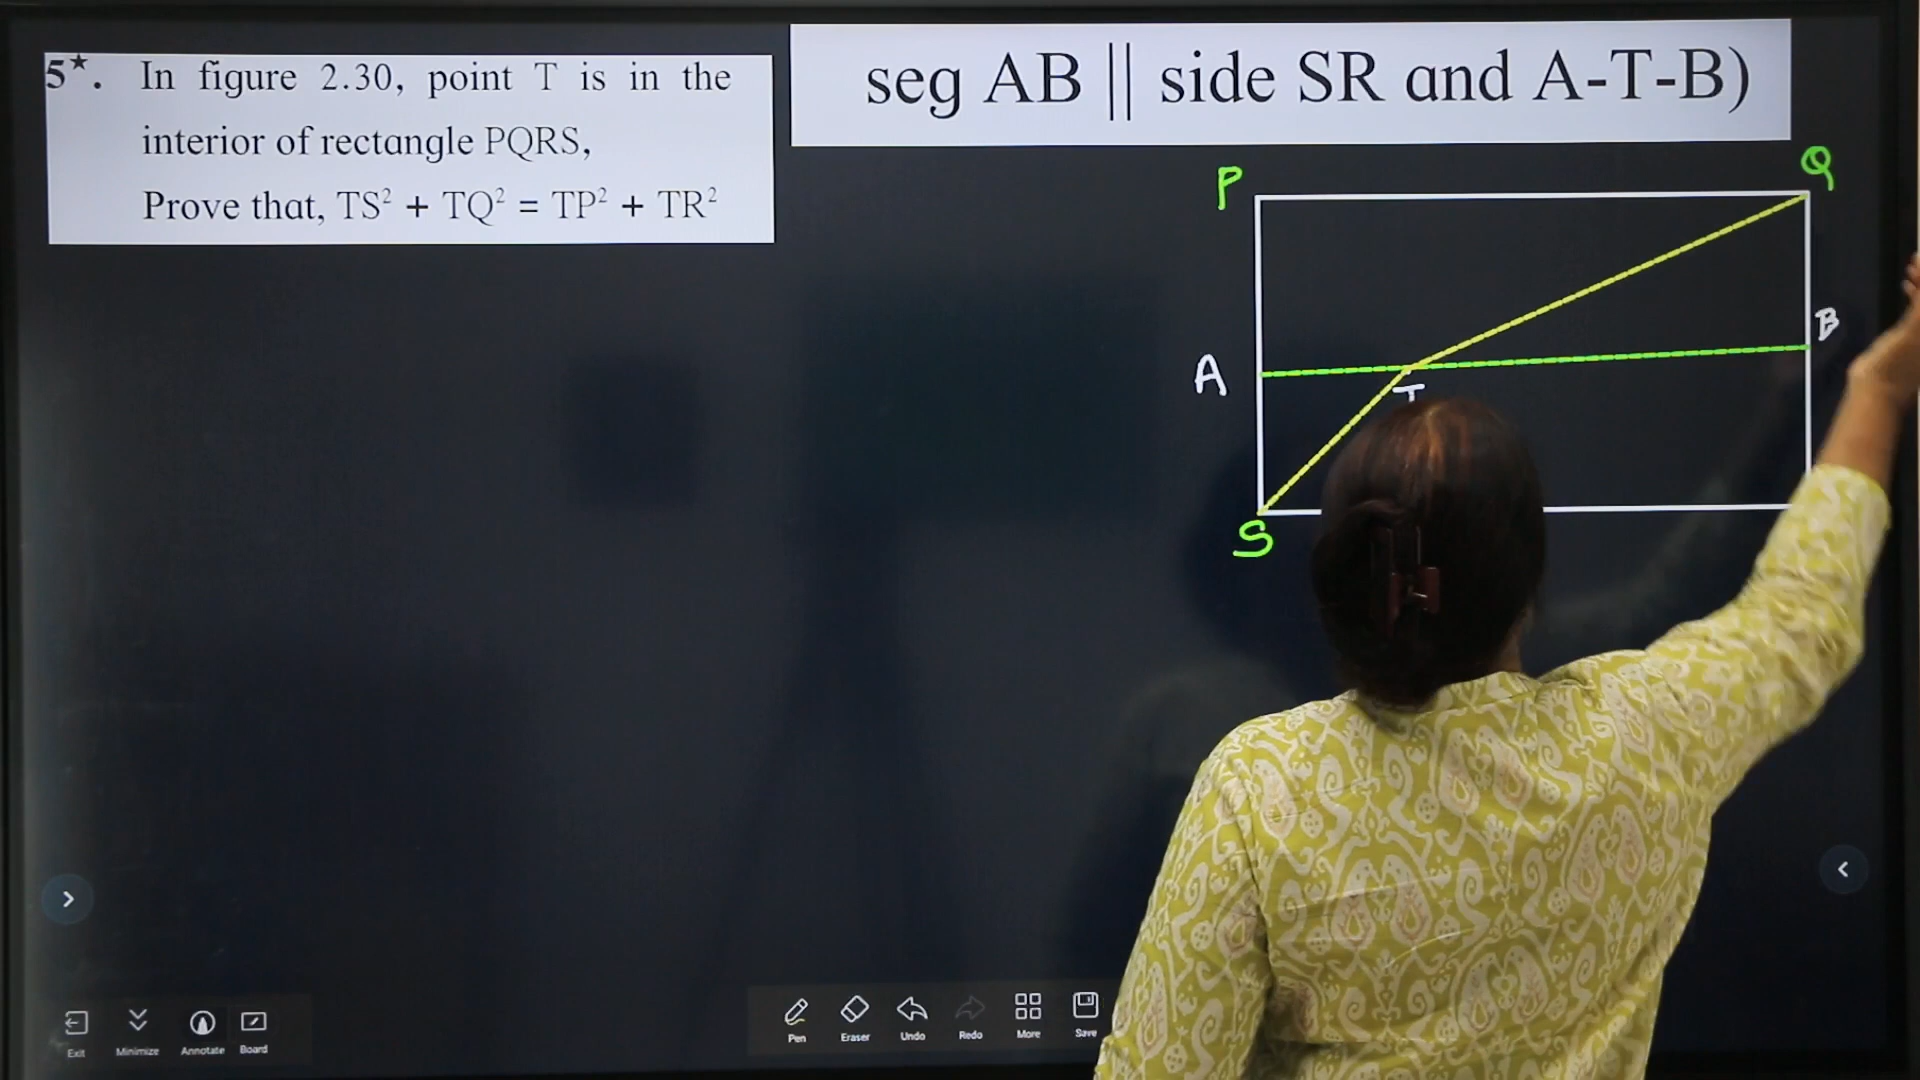 5★. In figure 2.30, point T is in the
interior of rectangle PQRS,
Prove that, TS² + TQ² = TP² + TR²
seg AB || side SR and A-T-B)
P
Q
A
B
T
S
Exit
Minimize
Annotate
Board
Pen
Eraser
Undo
Redo
More
Save